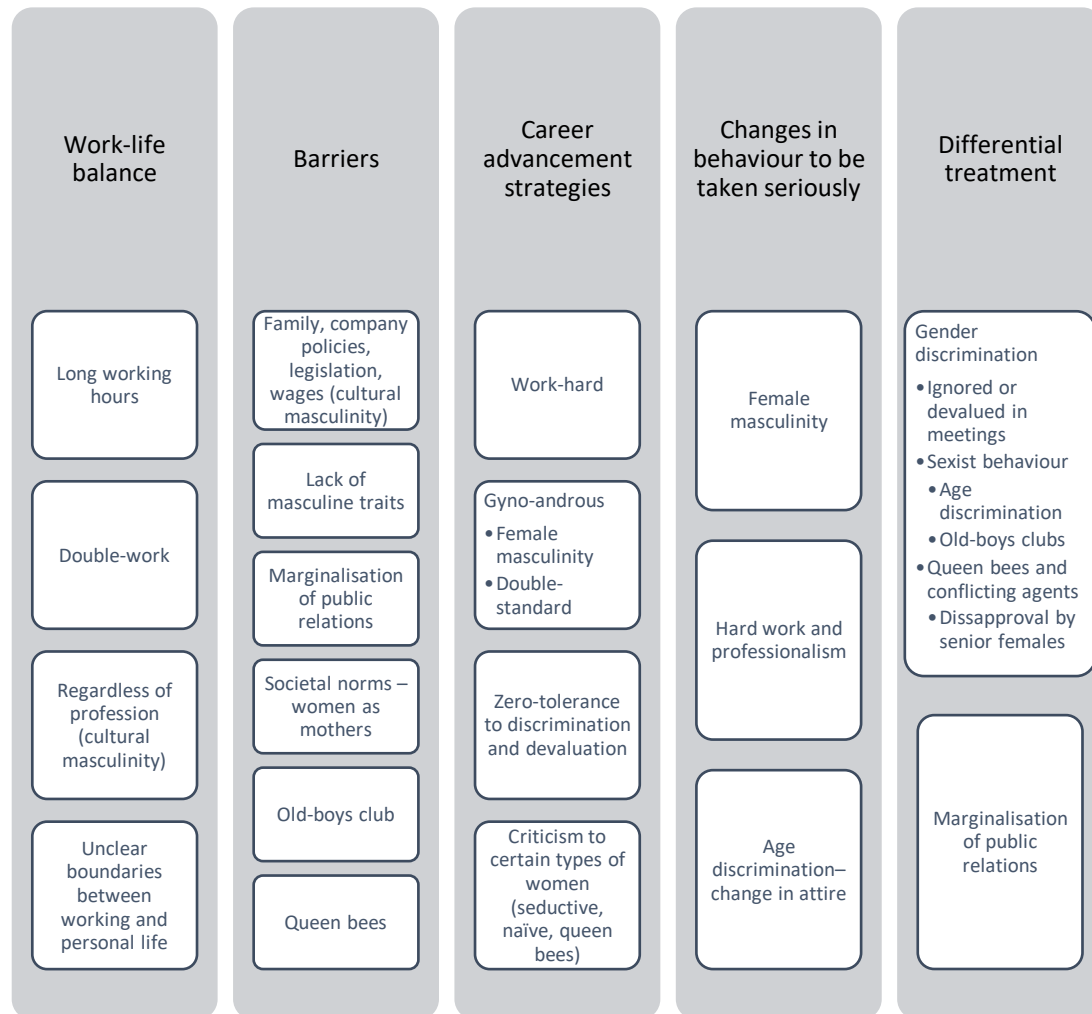 Work-life
balance
Long working
hours
Double-work
Regardless of
profession
(cultural
masculinity)
Unclear
boundaries
between
working and
personal life
Barriers
Family, company
policies,
legislation,
wages (cultural
masculinity)
Lack of
masculine traits
Marginalisation
of public
relations
Societal norms –
women as
mothers
Old-boys club
Queen bees
Career
advancement
strategies
Work-hard
Gyno-androus
•Female
masculinity
•Double-
standard
Zero-tolerance
to discrimination
and devaluation
Criticism to
certain types of
women
(seductive,
naïve, queen
bees)
Changes in
behaviour to be
taken seriously
Female
masculinity
Hard work and
professionalism
Age
discrimination–
change in attire
Differential
treatment
Gender
discrimination
•Ignored or
devalued in
meetings
•Sexist behaviour
•Age
discrimination
•Old-boys clubs
•Queen bees and
conflicting agents
•Dissapproval by
senior females
Marginalisation
of public
relations